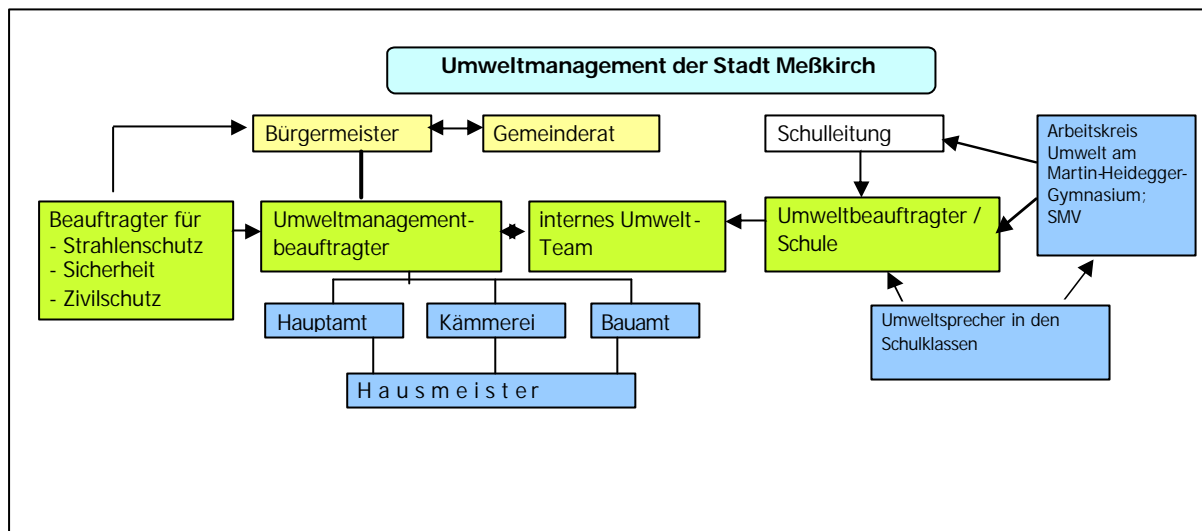 Umweltmanagement der Stadt Meßkirch
Bürgermeister
Gemeinderat
Schulleitung
Arbeitskreis
Umwelt am
Martin-Heidegger-
Gymnasium;
SMV
Beauftragter für
- Strahlenschutz
- Sicherheit
- Zivilschutz
Umweltmanagement-
beauftragter
internes Umwelt-
Team
Umweltbeauftragter /
Schule
Hauptamt
Kämmerei
Bauamt
Umweltsprecher in den
Schulklassen
Hausmeister